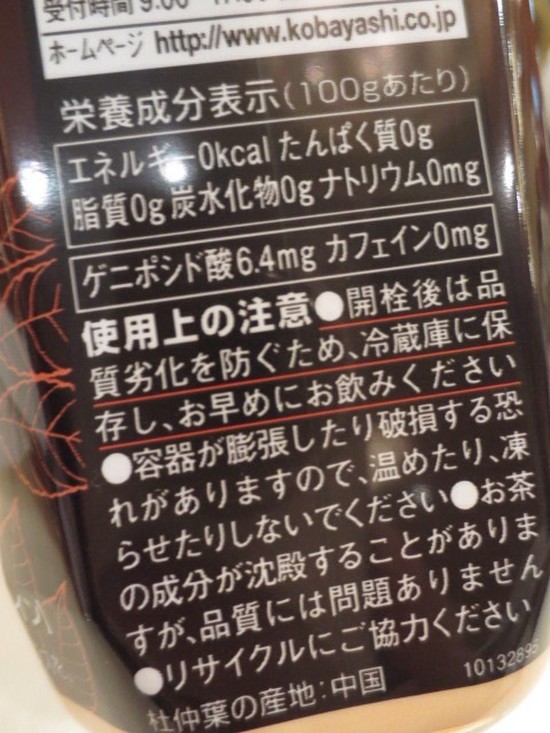 受付時間 9:00
ホームページ http://www.kobayashi.co.jp
栄養成分表示(100gあたり)
エネルギー0kcal たんぱく質0g
脂質0g 炭水化物0g ナトリウム0mg
ゲニポシド酸6.4mg カフェイン0mg
使用上の注意●開栓後は品
質劣化を防ぐため、冷蔵庫に保
存し、お早めにお飲みください
●容器が膨張したり破損する恐
れがありますので、温めたり、凍
らせたりしないでください●お茶
の成分が沈殿することがありま
すが、品質には問題ありません
●リサイクルにご協力ください
杜仲葉の産地:中国
10132895